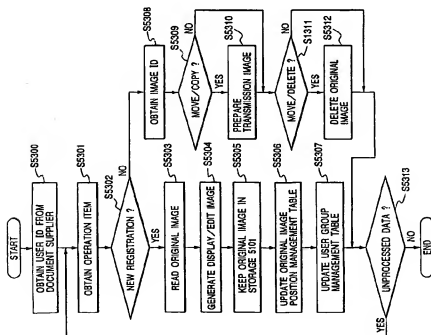 START
S5300
OBTAIN USER ID FROM
DOCUMENT SUPPLIER
S5301
OBTAIN OPERATION ITEM
S5302
NEW REGISTRATION ?
NO
YES
S5303
READ ORIGINAL IMAGE
S5304
GENERATE DISPLAY/EDIT IMAGE
S5305
KEEP ORIGINAL IMAGE IN
STORAGE 5101
S5306
UPDATE ORIGINAL IMAGE
POSITION MANAGEMENT TABLE
S5307
UPDATE USER GROUP
MANAGEMENT TABLE
S5308
OBTAIN IMAGE ID
S5309
MOVE/COPY ?
NO
YES
S5310
PREPARE
TRANSMISSION IMAGE
S1311
MOVE/DELETE ?
NO
YES
S5312
DELETE ORIGINAL
IMAGE
S5313
UNPROCESSED DATA ?
YES
NO
END